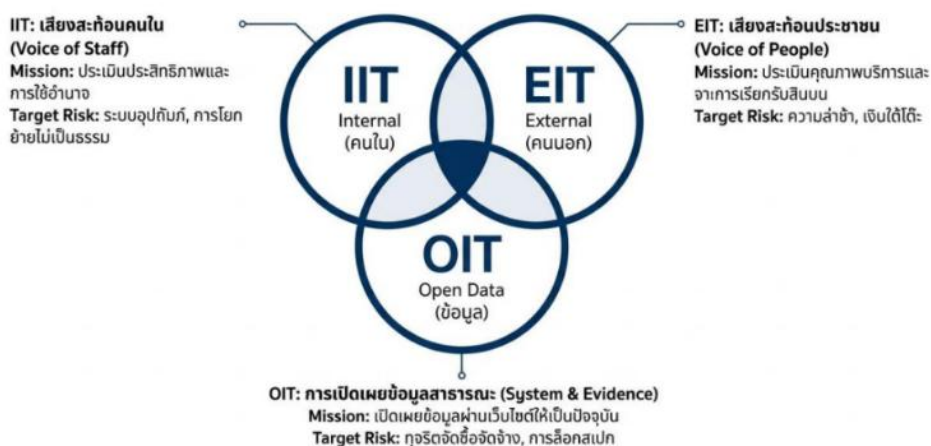 IIT: เสียงสะท้อนคนใน
(Voice of Staff)
Mission: ประเมินประสิทธิภาพและ
การใช้อำนาจ
Target Risk: ระบบอุปถัมภ์, การโยก
ย้ายไม่เป็นธรรม
EIT: เสียงสะท้อนประชาชน
(Voice of People)
Mission: ประเมินคุณภาพบริการและ
จาะการเรียกรับสินบน
Target Risk: ความล่าช้า, เงินใต้โต๊ะ
IIT
Internal
(คนใน)
EIT
External
(คนนอก)
OIT
Open Data
(ข้อมูล)
OIT: การเปิดเผยข้อมูลสาธารณะ (System & Evidence)
Mission: เปิดเผยข้อมูลผ่านเว็บไซต์ให้เป็นปัจจุบัน
Target Risk: ทุจริตจัดซื้อจัดจ้าง, การล็อกสเปก